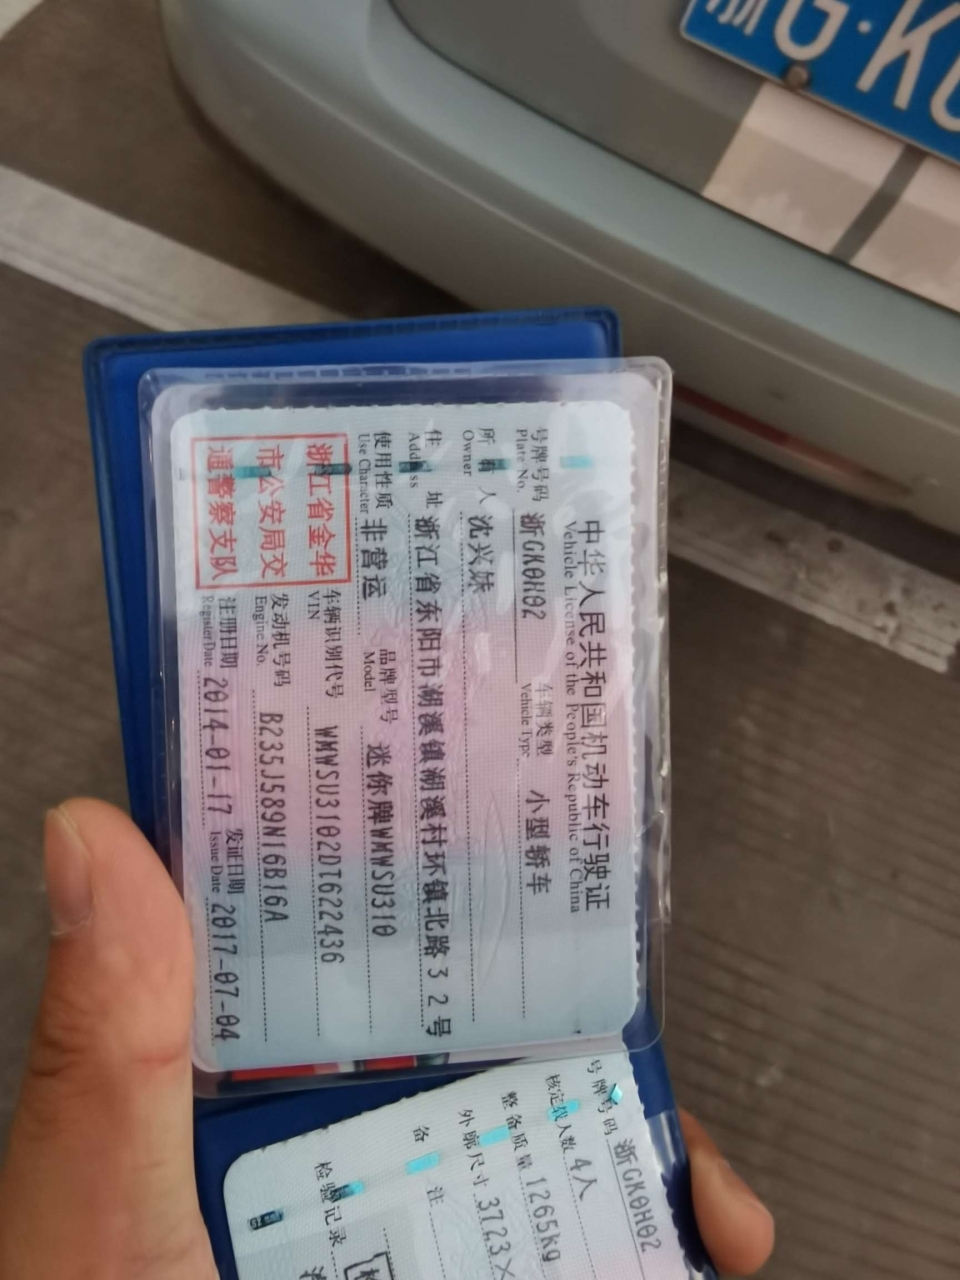 浙G·K
中华人民共和国机动车行驶证
Vehicle License of the People's Republic of China
号牌号码 浙GK0H02 车辆类型 小型轿车
Plate No. Vehicle Type
所有人 沈兴妹
Owner
住址 浙江省东阳市湖溪镇湖溪村环镇北路32号
Address
使用性质 非营运 品牌型号 迷你牌WMWSU310
Use Character Model
浙江省金华
市公安局交
通警察支队
车辆识别代号 WMWSU3102DT622436
VIN
发动机号码 B235J589N16B16A
Engine No.
注册日期 2014-01-17 发证日期 2017-07-04
Register Date Issue Date
号牌号码 浙GK0H02
核定载人数 4人
整备质量 1265kg
外廓尺寸 3723×
备注
检验记录